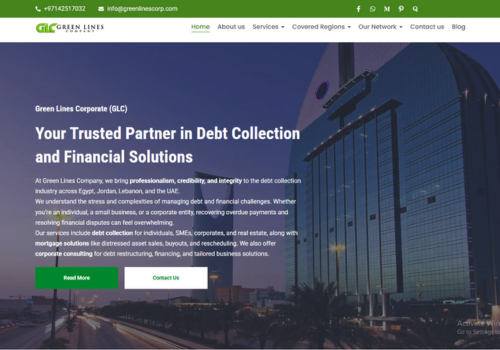 +97142517032 info@greenlinescorp.com
GLC GREEN LINES COMPANY
Home About us Services Covered Regions Our Network Contact us Blog
Green Lines Corporate (GLC)
Your Trusted Partner in Debt Collection
and Financial Solutions
At Green Lines Company, we bring professionalism, credibility, and integrity to the debt collection
industry across Egypt, Jordan, Lebanon, and the UAE.
We understand the stress and complexities of managing debt and financial challenges. Whether
you're an individual, a small business, or a corporate entity, recovering overdue payments and
resolving financial disputes can feel overwhelming.
Our services include debt collection for individuals, SMEs, corporates, and real estate, along with
mortgage solutions like distressed asset sales, buyouts, and rescheduling. We also offer
corporate consulting for debt restructuring, financing, and tailored business solutions.
Read More Contact Us
Activate Win
Go to Settings